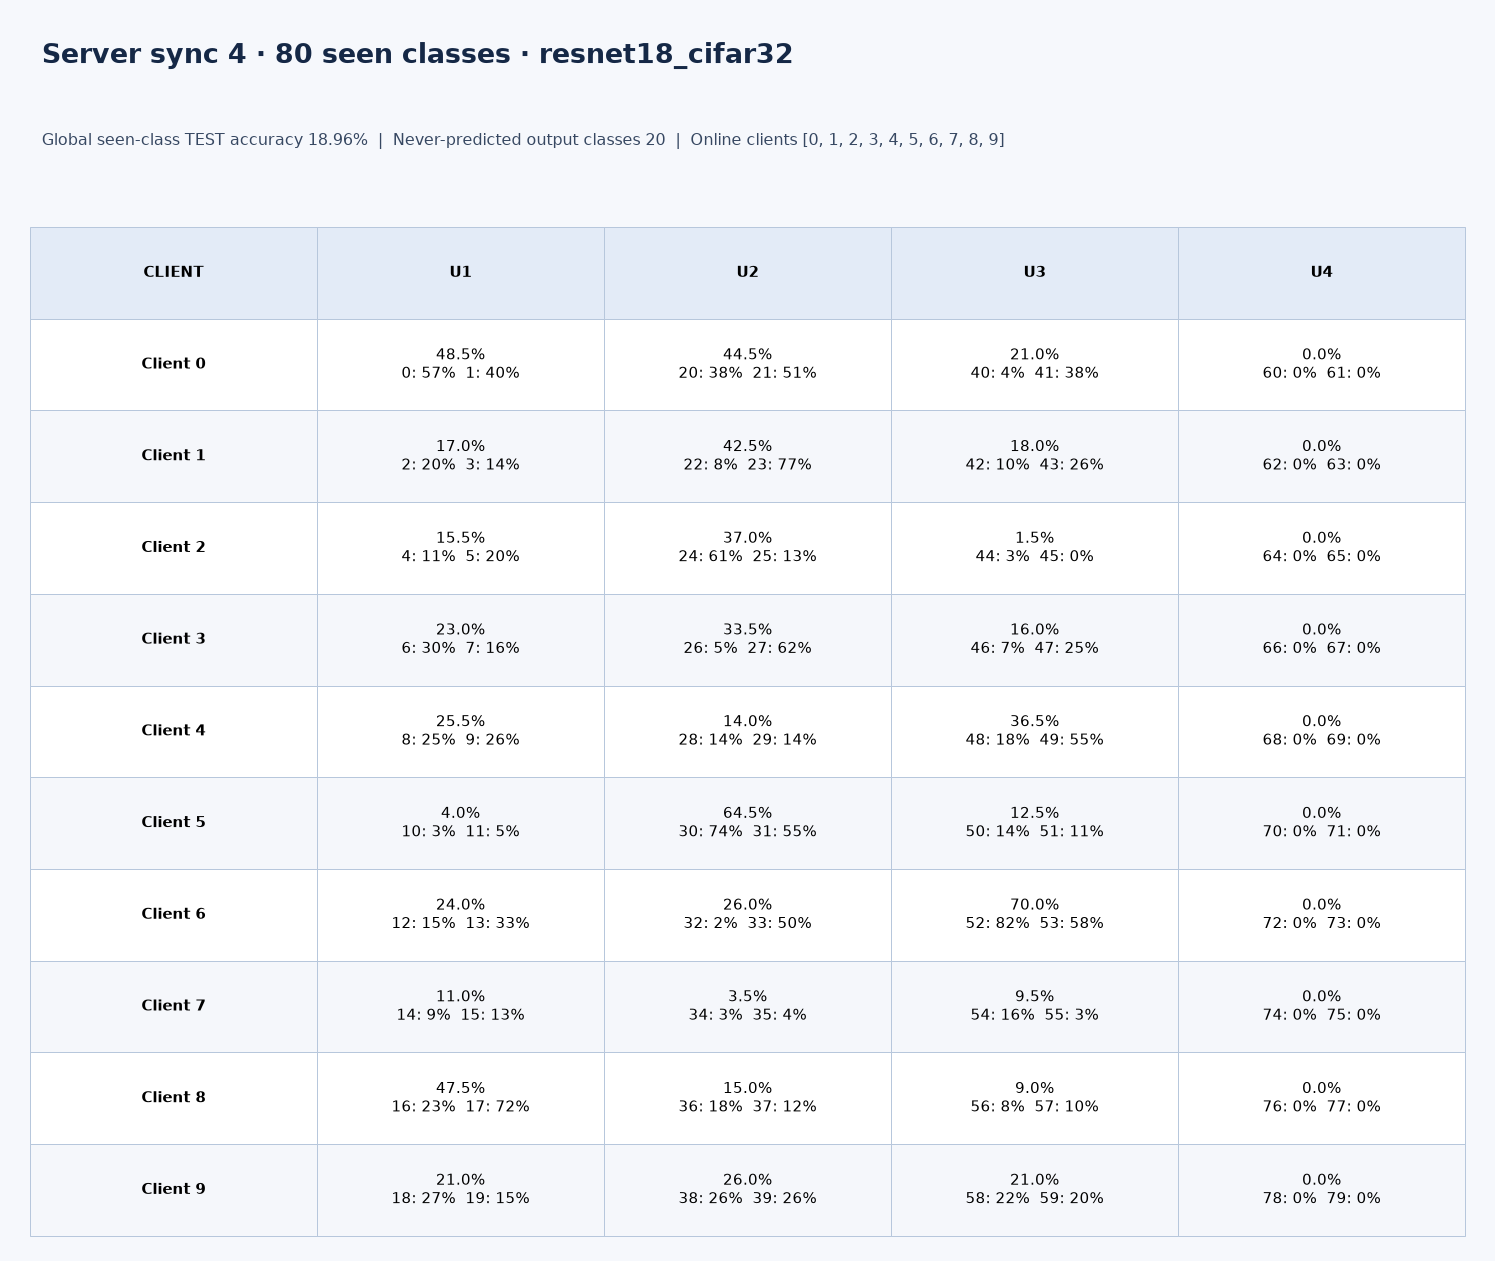 Server sync 4 · 80 seen classes · resnet18_cifar32
Global seen-class TEST accuracy 18.96%  |  Never-predicted output classes 20  |  Online clients [0, 1, 2, 3, 4, 5, 6, 7, 8, 9]
CLIENT U1 U2 U3 U4
Client 0
48.5%
0: 57%  1: 40%
44.5%
20: 38%  21: 51%
21.0%
40: 4%  41: 38%
0.0%
60: 0%  61: 0%
Client 1
17.0%
2: 20%  3: 14%
42.5%
22: 8%  23: 77%
18.0%
42: 10%  43: 26%
0.0%
62: 0%  63: 0%
Client 2
15.5%
4: 11%  5: 20%
37.0%
24: 61%  25: 13%
1.5%
44: 3%  45: 0%
0.0%
64: 0%  65: 0%
Client 3
23.0%
6: 30%  7: 16%
33.5%
26: 5%  27: 62%
16.0%
46: 7%  47: 25%
0.0%
66: 0%  67: 0%
Client 4
25.5%
8: 25%  9: 26%
14.0%
28: 14%  29: 14%
36.5%
48: 18%  49: 55%
0.0%
68: 0%  69: 0%
Client 5
4.0%
10: 3%  11: 5%
64.5%
30: 74%  31: 55%
12.5%
50: 14%  51: 11%
0.0%
70: 0%  71: 0%
Client 6
24.0%
12: 15%  13: 33%
26.0%
32: 2%  33: 50%
70.0%
52: 82%  53: 58%
0.0%
72: 0%  73: 0%
Client 7
11.0%
14: 9%  15: 13%
3.5%
34: 3%  35: 4%
9.5%
54: 16%  55: 3%
0.0%
74: 0%  75: 0%
Client 8
47.5%
16: 23%  17: 72%
15.0%
36: 18%  37: 12%
9.0%
56: 8%  57: 10%
0.0%
76: 0%  77: 0%
Client 9
21.0%
18: 27%  19: 15%
26.0%
38: 26%  39: 26%
21.0%
58: 22%  59: 20%
0.0%
78: 0%  79: 0%